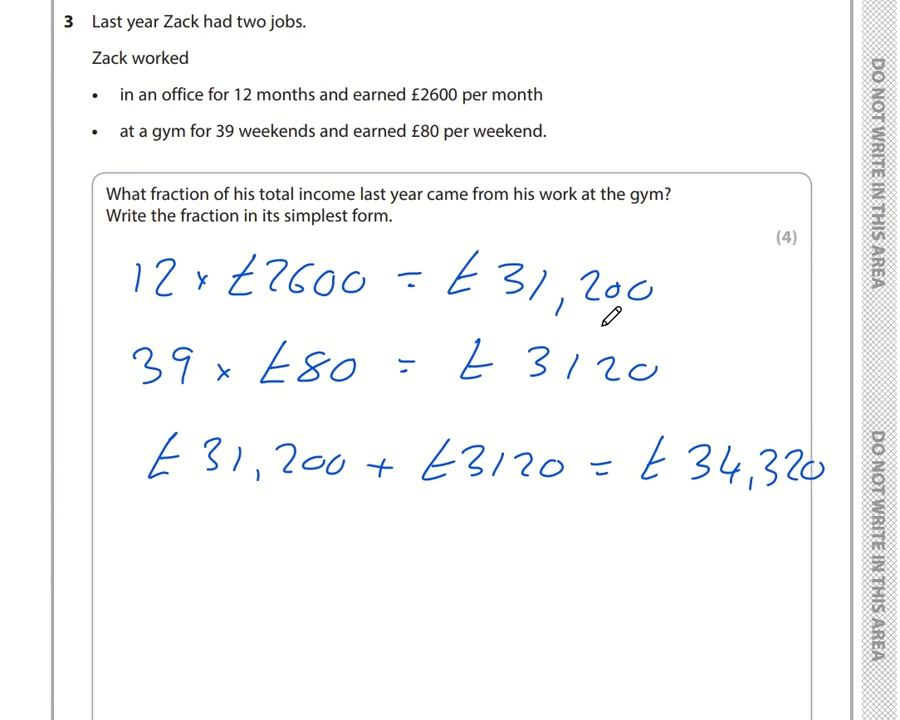 3 Last year Zack had two jobs.
Zack worked
• in an office for 12 months and earned £2600 per month
• at a gym for 39 weekends and earned £80 per weekend.
What fraction of his total income last year came from his work at the gym?
Write the fraction in its simplest form.
(4)
12 × £2600 = £31,200
39 × £80 = £3120
£31,200 + £3120 = £34,320
DO NOT WRITE IN THIS AREA
DO NOT WRITE IN THIS AREA